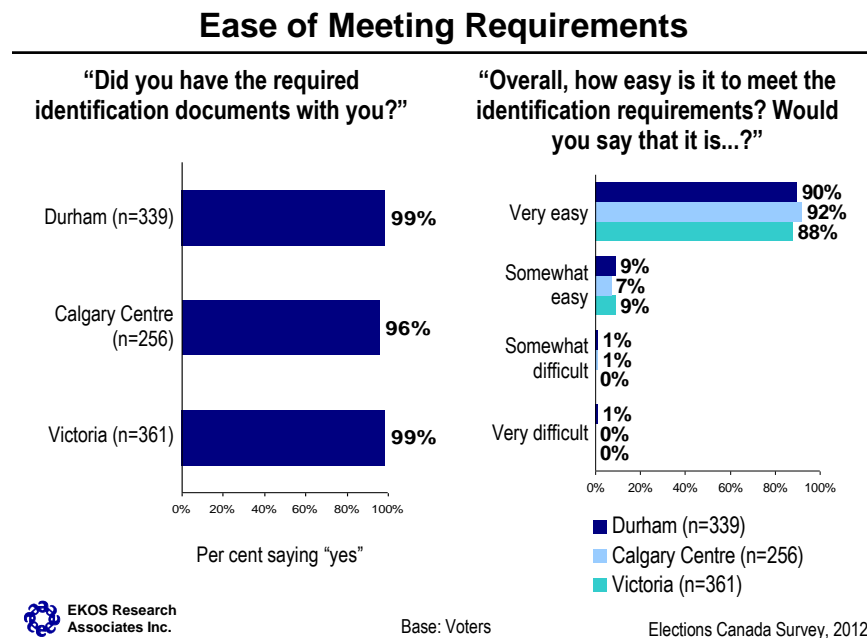 Ease of Meeting Requirements
“Did you have the required
identification documents with you?”
Durham (n=339)
99%
Calgary Centre
(n=256)
96%
Victoria (n=361)
99%
0% 20% 40% 60% 80% 100%
Per cent saying “yes”
“Overall, how easy is it to meet the
identification requirements? Would
you say that it is...?”
Very easy
90%
92%
88%
Somewhat
easy
9%
7%
9%
Somewhat
difficult
1%
1%
0%
Very difficult
1%
0%
0%
0% 20% 40% 60% 80% 100%
Durham (n=339)
Calgary Centre (n=256)
Victoria (n=361)
EKOS Research
Associates Inc.
Base: Voters
Elections Canada Survey, 2012